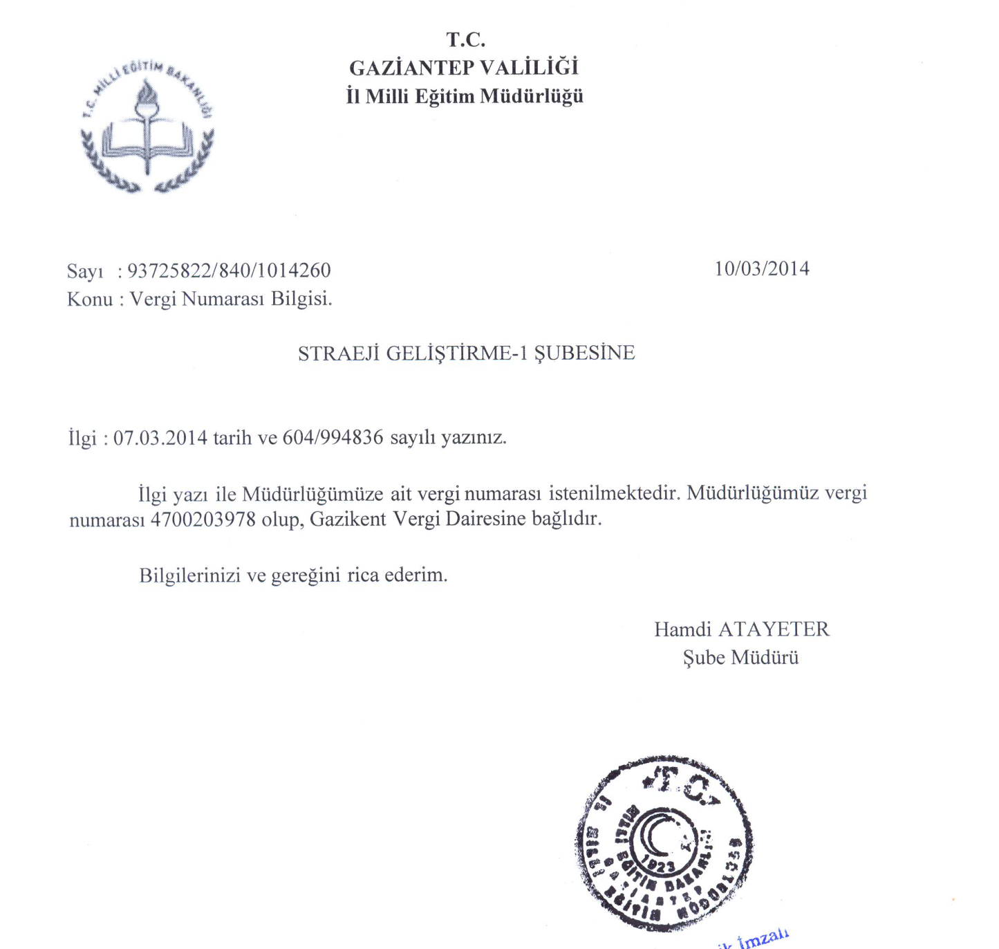 T.C.
GAZİANTEP VALİLİĞİ
İl Milli Eğitim Müdürlüğü
T.C. MİLLİ EĞİTİM BAKANLIĞI
Sayı : 93725822/840/1014260
10/03/2014
Konu : Vergi Numarası Bilgisi.
STRAEJİ GELİŞTİRME-1 ŞUBESİNE
İlgi : 07.03.2014 tarih ve 604/994836 sayılı yazınız.
İlgi yazı ile Müdürlüğümüze ait vergi numarası istenilmektedir. Müdürlüğümüz vergi
numarası 4700203978 olup, Gazikent Vergi Dairesine bağlıdır.
Bilgilerinizi ve gereğini rica ederim.
Hamdi ATAYETER
Şube Müdürü
T.C.
İL MİLLİ EĞİTİM MÜDÜRLÜĞÜ
MİLLİ EĞİTİM BAKANLIĞI
GAZİANTEP
1923
İmzalı